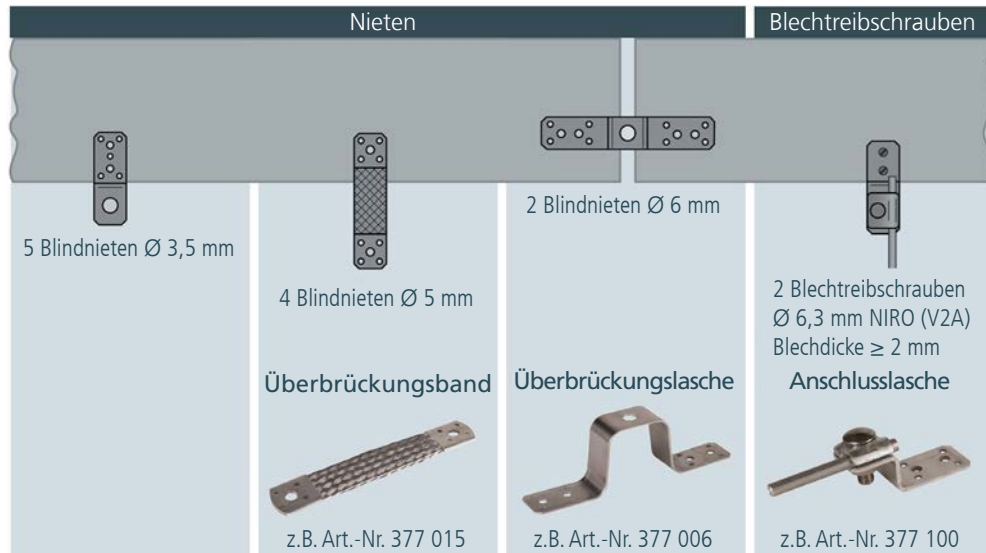 Nieten
Blechtreibschrauben
5 Blindnieten Ø 3,5 mm
4 Blindnieten Ø 5 mm
Überbrückungsband
z.B. Art.-Nr. 377 015
2 Blindnieten Ø 6 mm
Überbrückungslasche
z.B. Art.-Nr. 377 006
2 Blechtreibschrauben
Ø 6,3 mm NIRO (V2A)
Blechdicke ≥ 2 mm
Anschlusslasche
z.B. Art.-Nr. 377 100